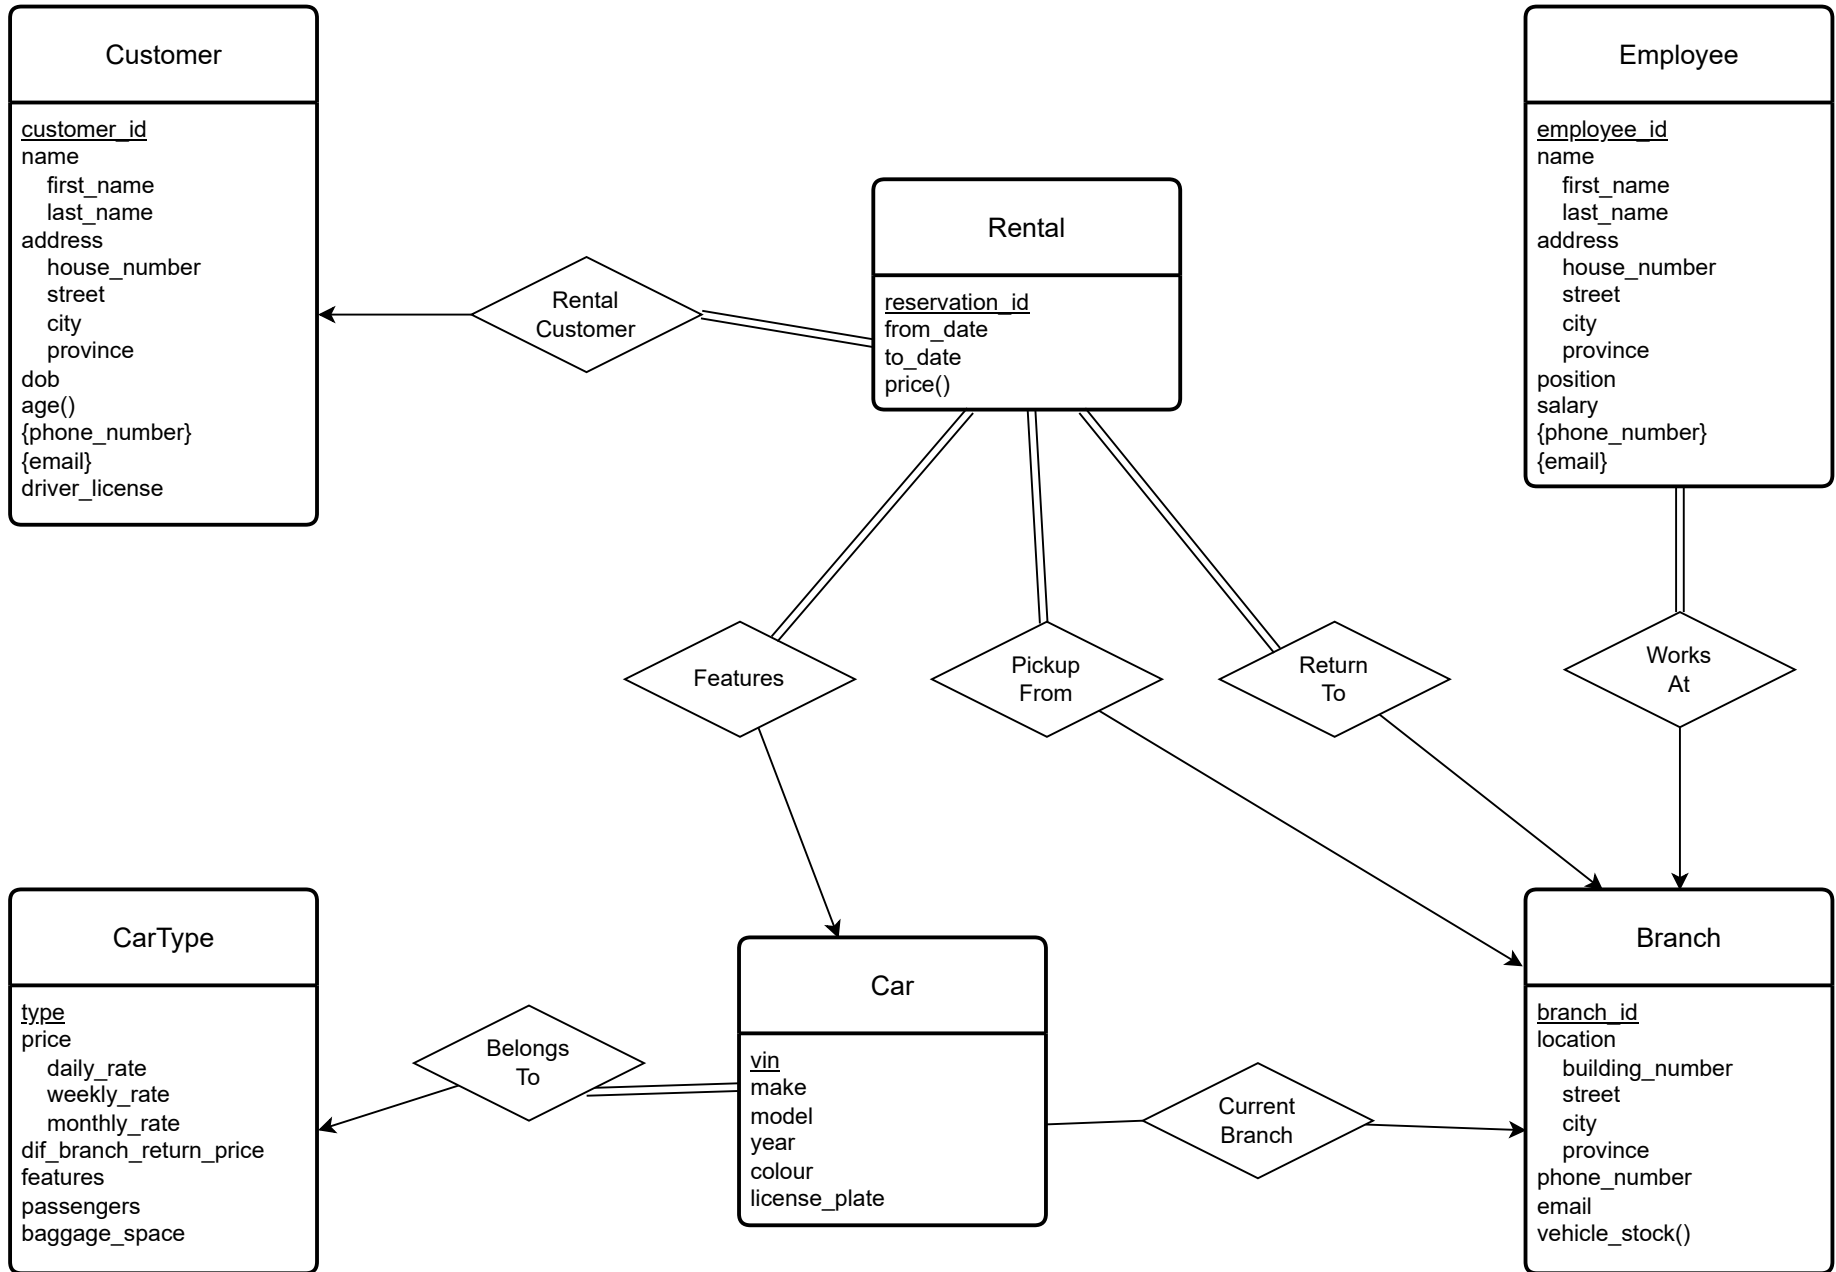 Customer
customer_id
name
first_name
last_name
address
house_number
street
city
province
dob
age()
{phone_number}
{email}
driver_license
Rental
Customer
Rental
reservation_id
from_date
to_date
price()
Employee
employee_id
name
first_name
last_name
address
house_number
street
city
province
position
salary
{phone_number}
{email}
Features
Pickup
From
Return
To
Works
At
CarType
type
price
daily_rate
weekly_rate
monthly_rate
dif_branch_return_price
features
passengers
baggage_space
Belongs
To
Car
vin
make
model
year
colour
license_plate
Current
Branch
Branch
branch_id
location
building_number
street
city
province
phone_number
email
vehicle_stock()